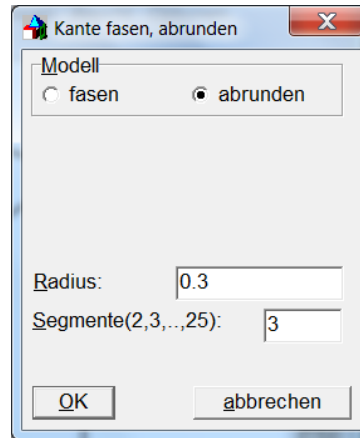 Kante fasen, abrunden
Modell
fasen abrunden
Radius: 0.3
Segmente(2,3,..,25): 3
OK abbrechen